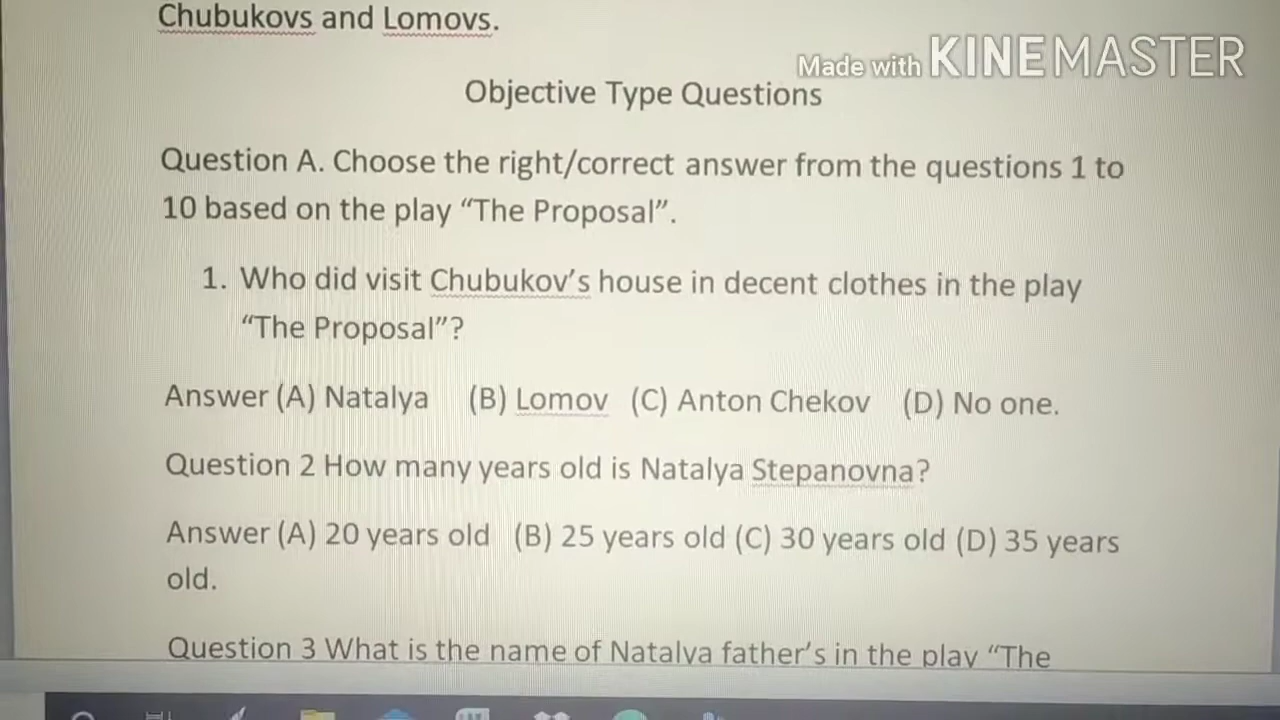 Chubukovs and Lomovs.
Made with KINEMASTER
Objective Type Questions
Question A. Choose the right/correct answer from the questions 1 to
10 based on the play “The Proposal”.
1. Who did visit Chubukov’s house in decent clothes in the play
“The Proposal”?
Answer (A) Natalya (B) Lomov (C) Anton Chekov (D) No one.
Question 2 How many years old is Natalya Stepanovna?
Answer (A) 20 years old (B) 25 years old (C) 30 years old (D) 35 years
old.
Question 3 What is the name of Natalya father’s in the play “The